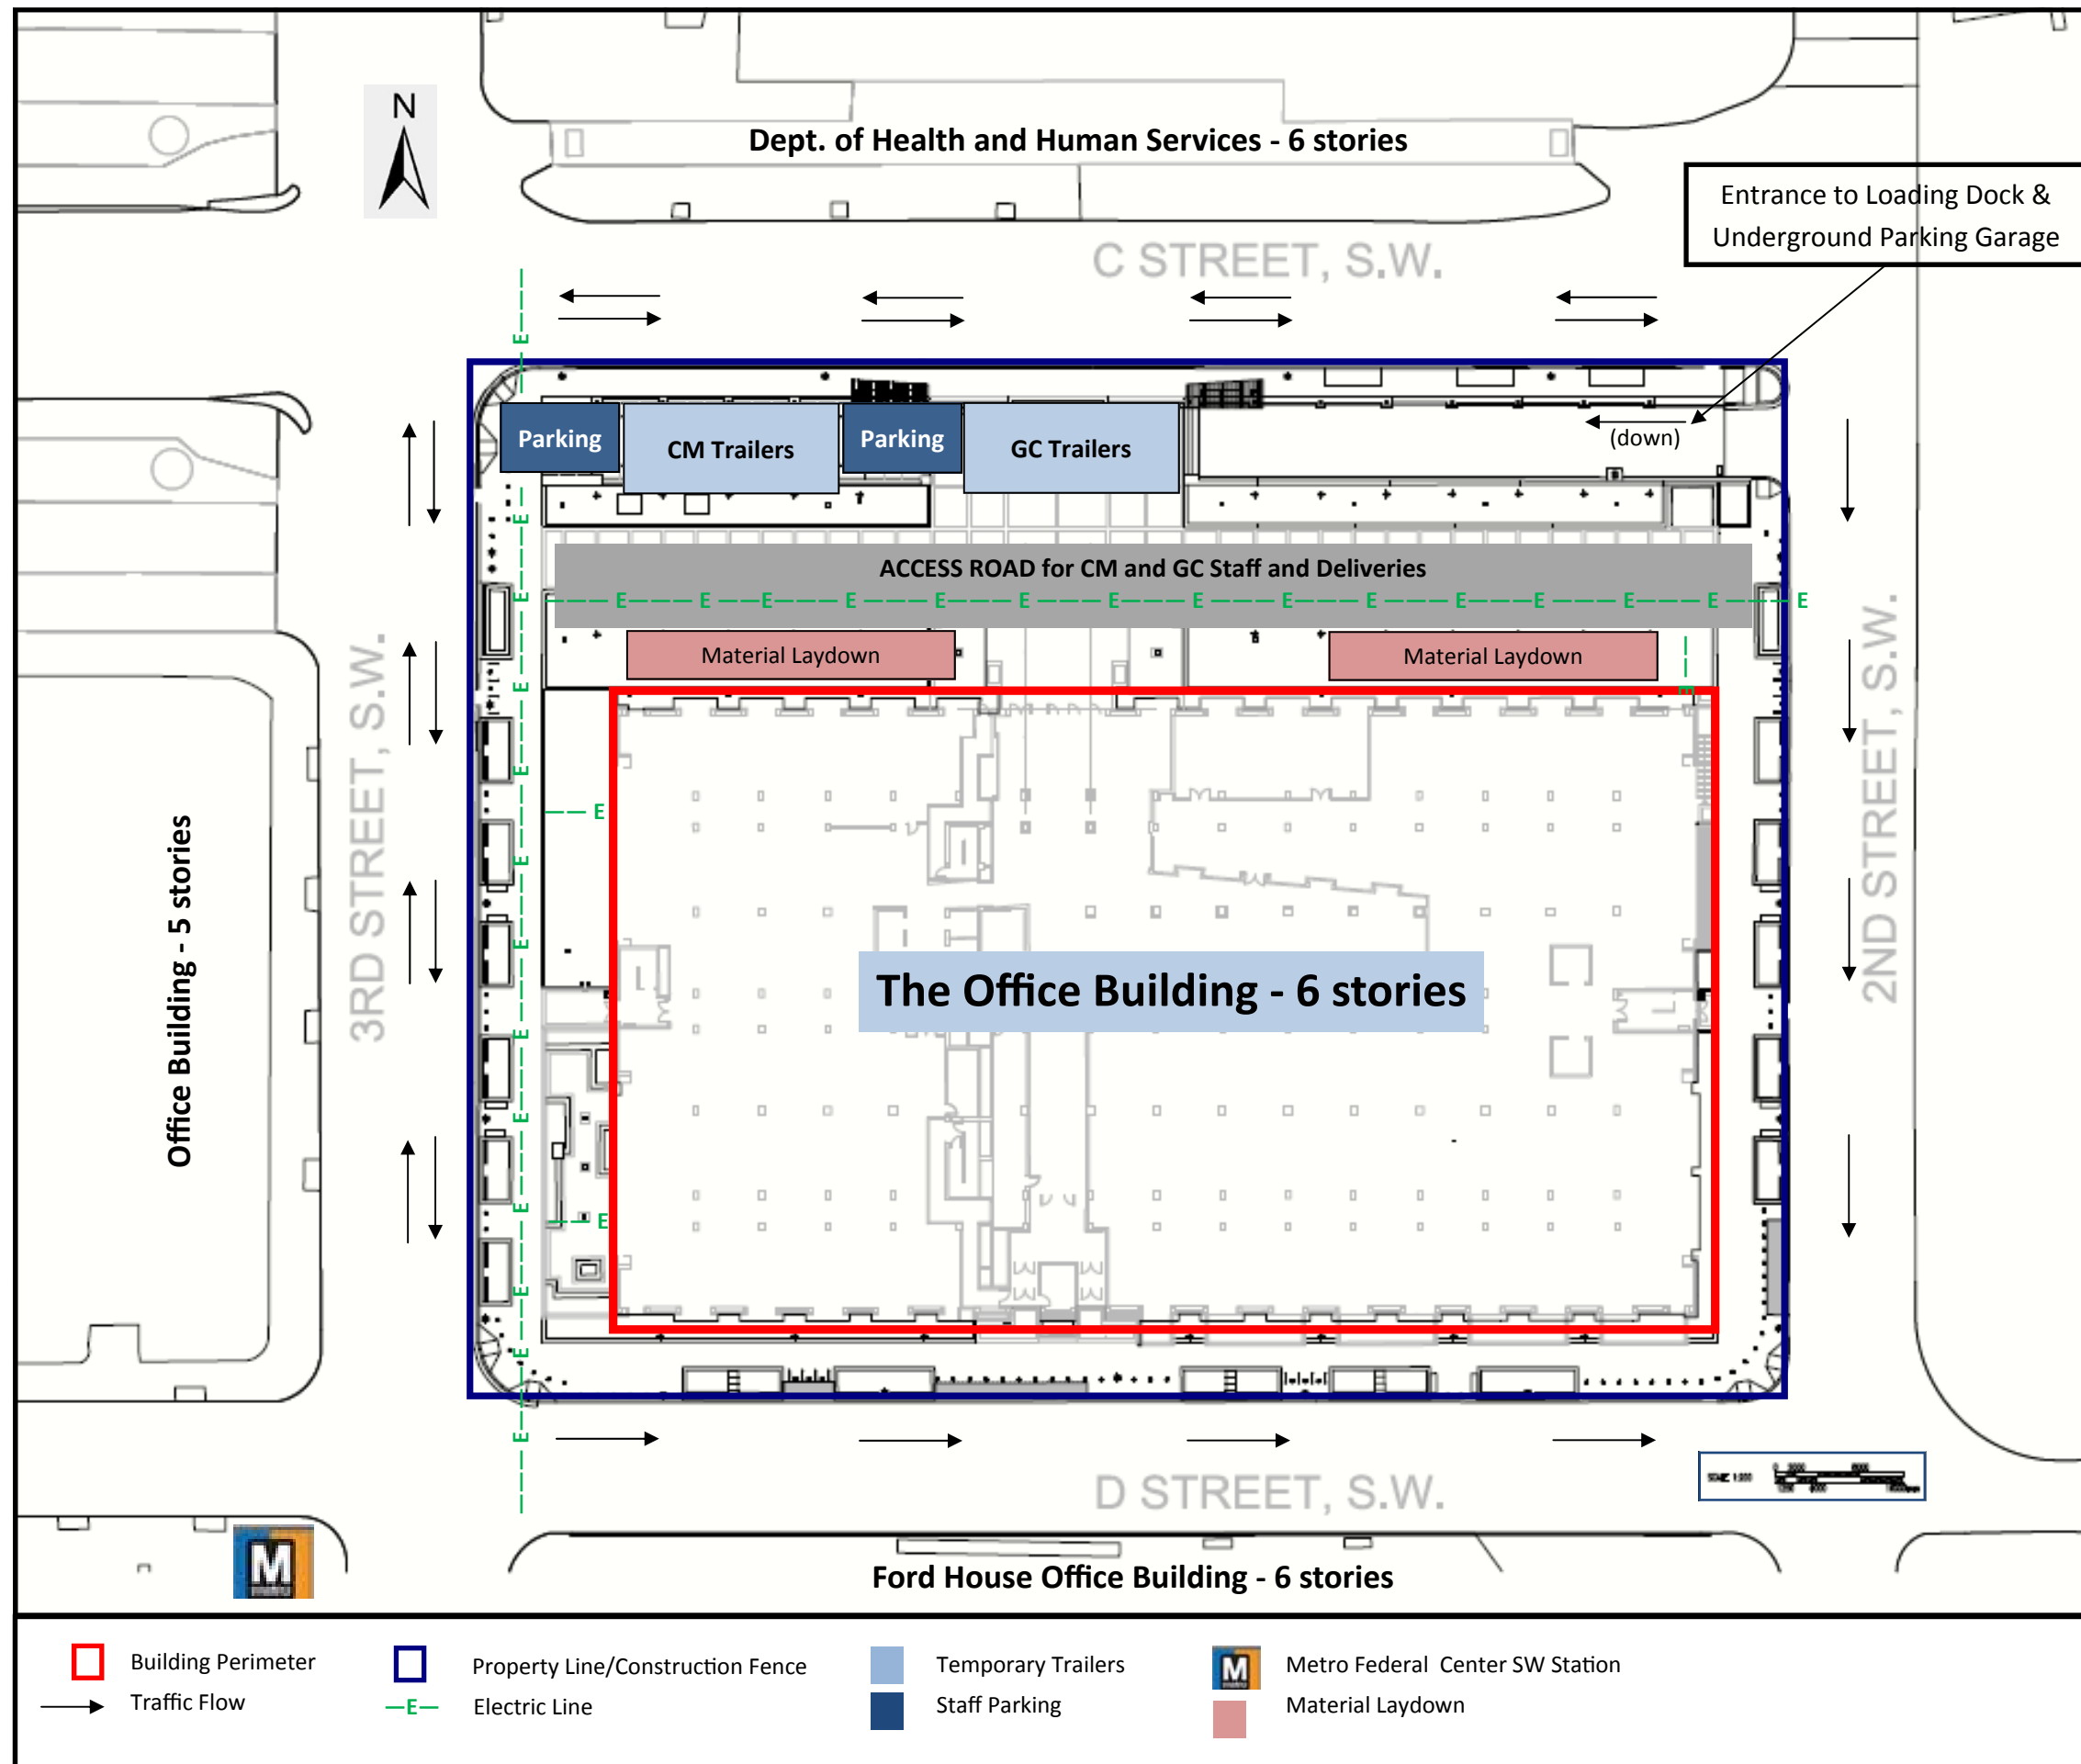 N
Dept. of Health and Human Services - 6 stories
Entrance to Loading Dock &
Underground Parking Garage
C STREET, S.W.
E
Parking
CM Trailers
Parking
GC Trailers
(down)
E
ACCESS ROAD for CM and GC Staff and Deliveries
E E E E E E E E E E E E E E E E
Material Laydown
Material Laydown
E
E
3RD STREET, S.W.
2ND STREET, S.W.
E
E
E
Office Building - 5 stories
E
The Office Building - 6 stories
E
E
E
E
E
E
E
E
D STREET, S.W.
SCALE 1:200
M
Ford House Office Building - 6 stories
Building Perimeter
Property Line/Construction Fence
Temporary Trailers
M
Metro Federal Center SW Station
Traffic Flow
E
Electric Line
Staff Parking
Material Laydown